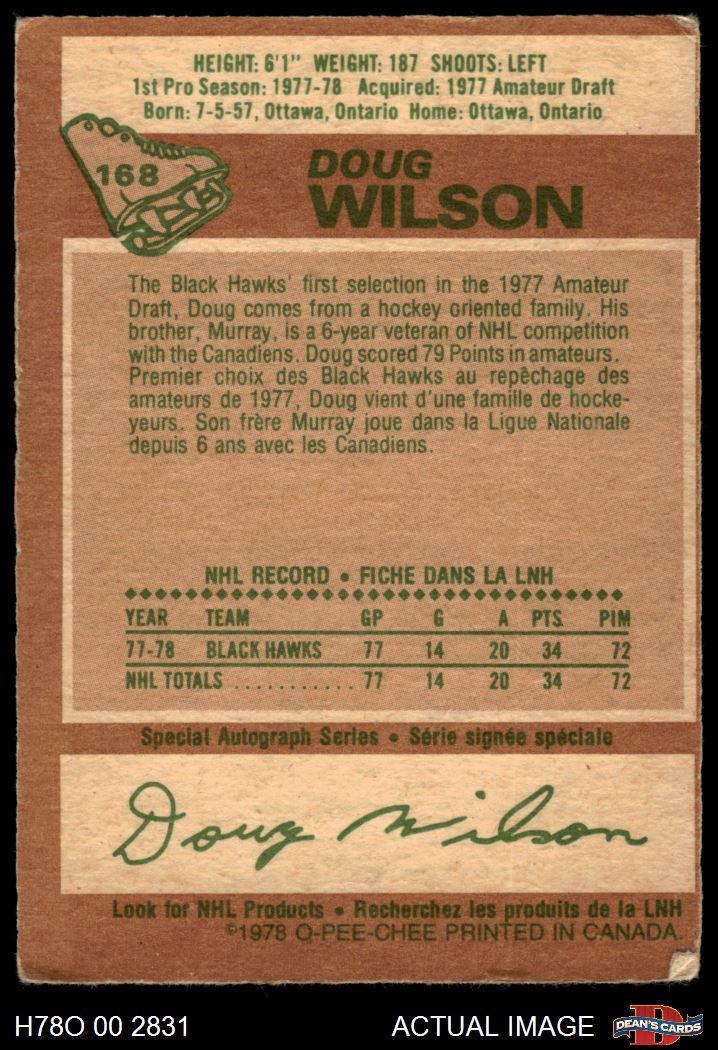 HEIGHT: 6'1" WEIGHT: 187 SHOOTS: LEFT
1st Pro Season: 1977-78 Acquired: 1977 Amateur Draft
Born: 7-5-57, Ottawa, Ontario Home: Ottawa, Ontario
168
DOUG
WILSON
The Black Hawks' first selection in the 1977 Amateur
Draft, Doug comes from a hockey oriented family. His
brother, Murray, is a 6-year veteran of NHL competition
with the Canadiens. Doug scored 79 Points in amateurs.
Premier choix des Black Hawks au repêchage des
amateurs de 1977, Doug vient d'une famille de hocke-
yeurs. Son frère Murray joue dans la Ligue Nationale
depuis 6 ans avec les Canadiens.
NHL RECORD • FICHE DANS LA LNH
YEAR TEAM GP G A PTS. PIM
77-78 BLACK HAWKS 77 14 20 34 72
NHL TOTALS ........... 77 14 20 34 72
Special Autograph Series • Série signée spéciale
Doug Wilson
Look for NHL Products • Recherchez les produits de la LNH
©1978 O-PEE-CHEE PRINTED IN CANADA.
H78O 00 2831 ACTUAL IMAGE DEAN'S CARDS